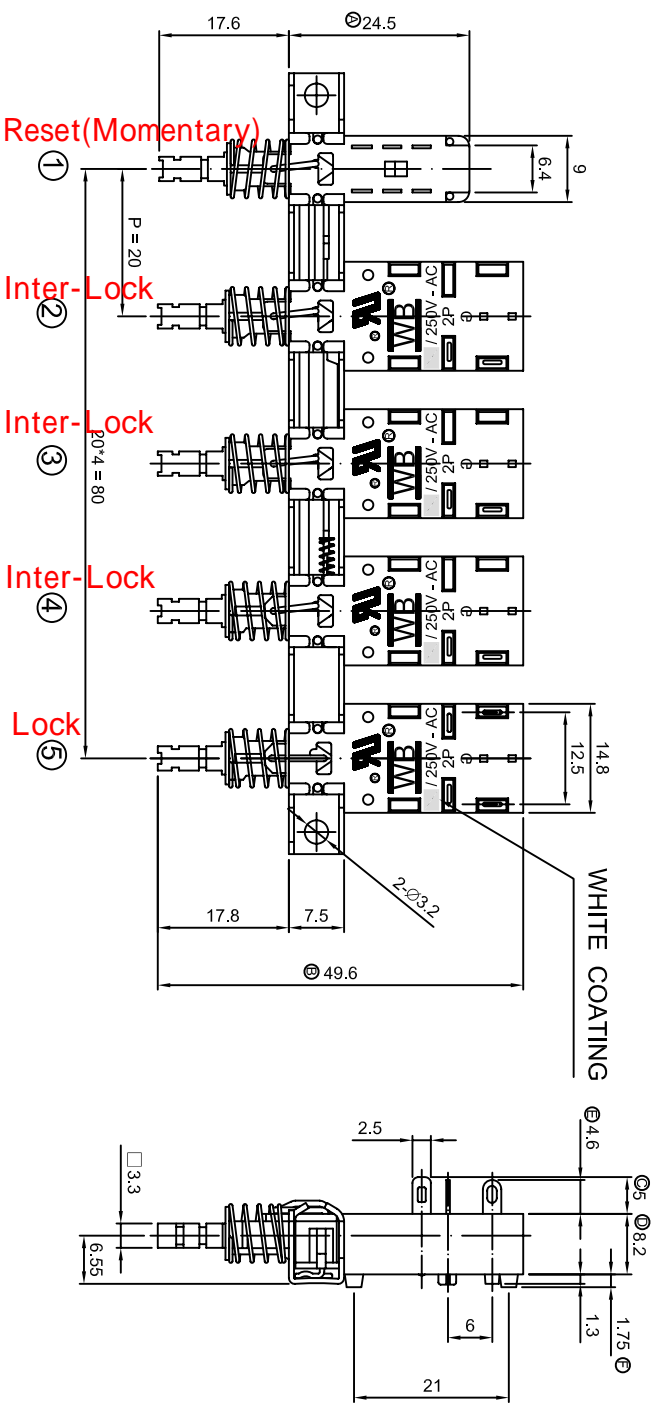 17.6
Ⓐ24.5
Reset(Momentary)
①
9
6.4
P = 20
Inter-Lock
②
WB
/ 250V - AC
2P
®
Inter-Lock
③
20*4 = 80
WB
/ 250V - AC
2P
®
Inter-Lock
④
WB
/ 250V - AC
2P
®
Lock
⑤
WB
/ 250V - AC
2P
®
14.8
12.5
2-Ø3.2
17.8
7.5
Ⓑ 49.6
WHITE COATING
Ⓔ4.6
Ⓒ5
Ⓓ8.2
2.5
□3.3
6.55
6
1.3
1.75 Ⓕ
21